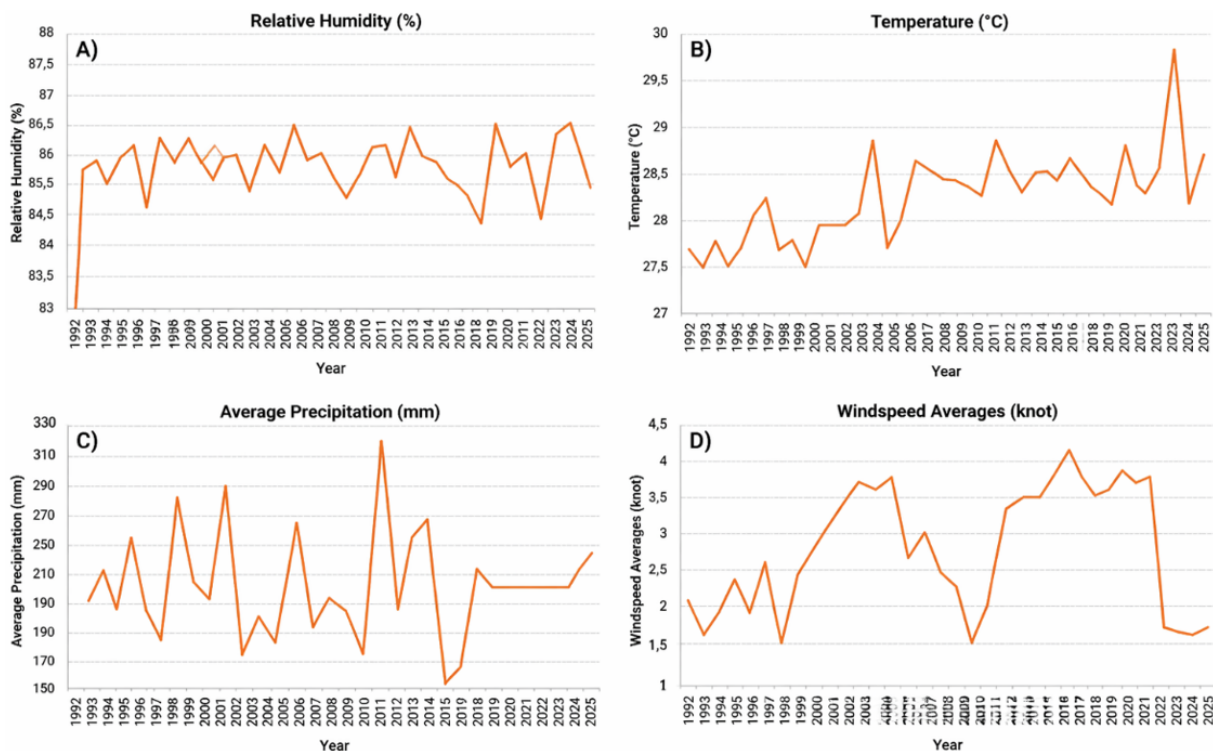 Relative Humidity (%)
A)
Relative Humidity (%)
88
87,5
87
86,5
86
85,5
84,5
84
83,5
83
1992 1993 1994 1995 1996 1997 1998 2009 2000 2001 2002 2003 2004 2005 2006 2007 2008 2009 2010 2011 2012 2013 2014 2015 2016 2017 2018 2019 2020 2021 2022 2023 2024 2025
Year
Temperature (°C)
B)
Temperature (°C)
30
29,5
29
28,5
28
27,5
27
1992 1993 1994 1995 1996 1997 1998 1999 2000 2001 2002 2003 2004 2005 2006 2017 2008 2009 2010 2011 2012 2013 2014 2015 2016 2018 2019 2020 2021 2022 2023 2024 2025
Year
Average Precipitation (mm)
C)
Average Precipitation (mm)
330
310
290
270
250
210
190
190
170
150
1992 1993 1994 1995 1996 1997 1998 1999 2000 2001 2002 2003 2004 2005 2006 2007 2008 2009 2010 2011 2012 2013 2014 2015 2016 2017 2018 2019 2020 2021 2022 2023 2024 2025
Year
Windspeed Averages (knot)
D)
Windspeed Averages (knot)
4,5
4
3,5
3
2,5
2
1,5
1
1992 1993 1994 1995 1996 1997 1998 1999 2000 2001 2002 2003 2007 2010 2016 2017 2018 2019 2020 2021 2022 2023 2024 2025
Year